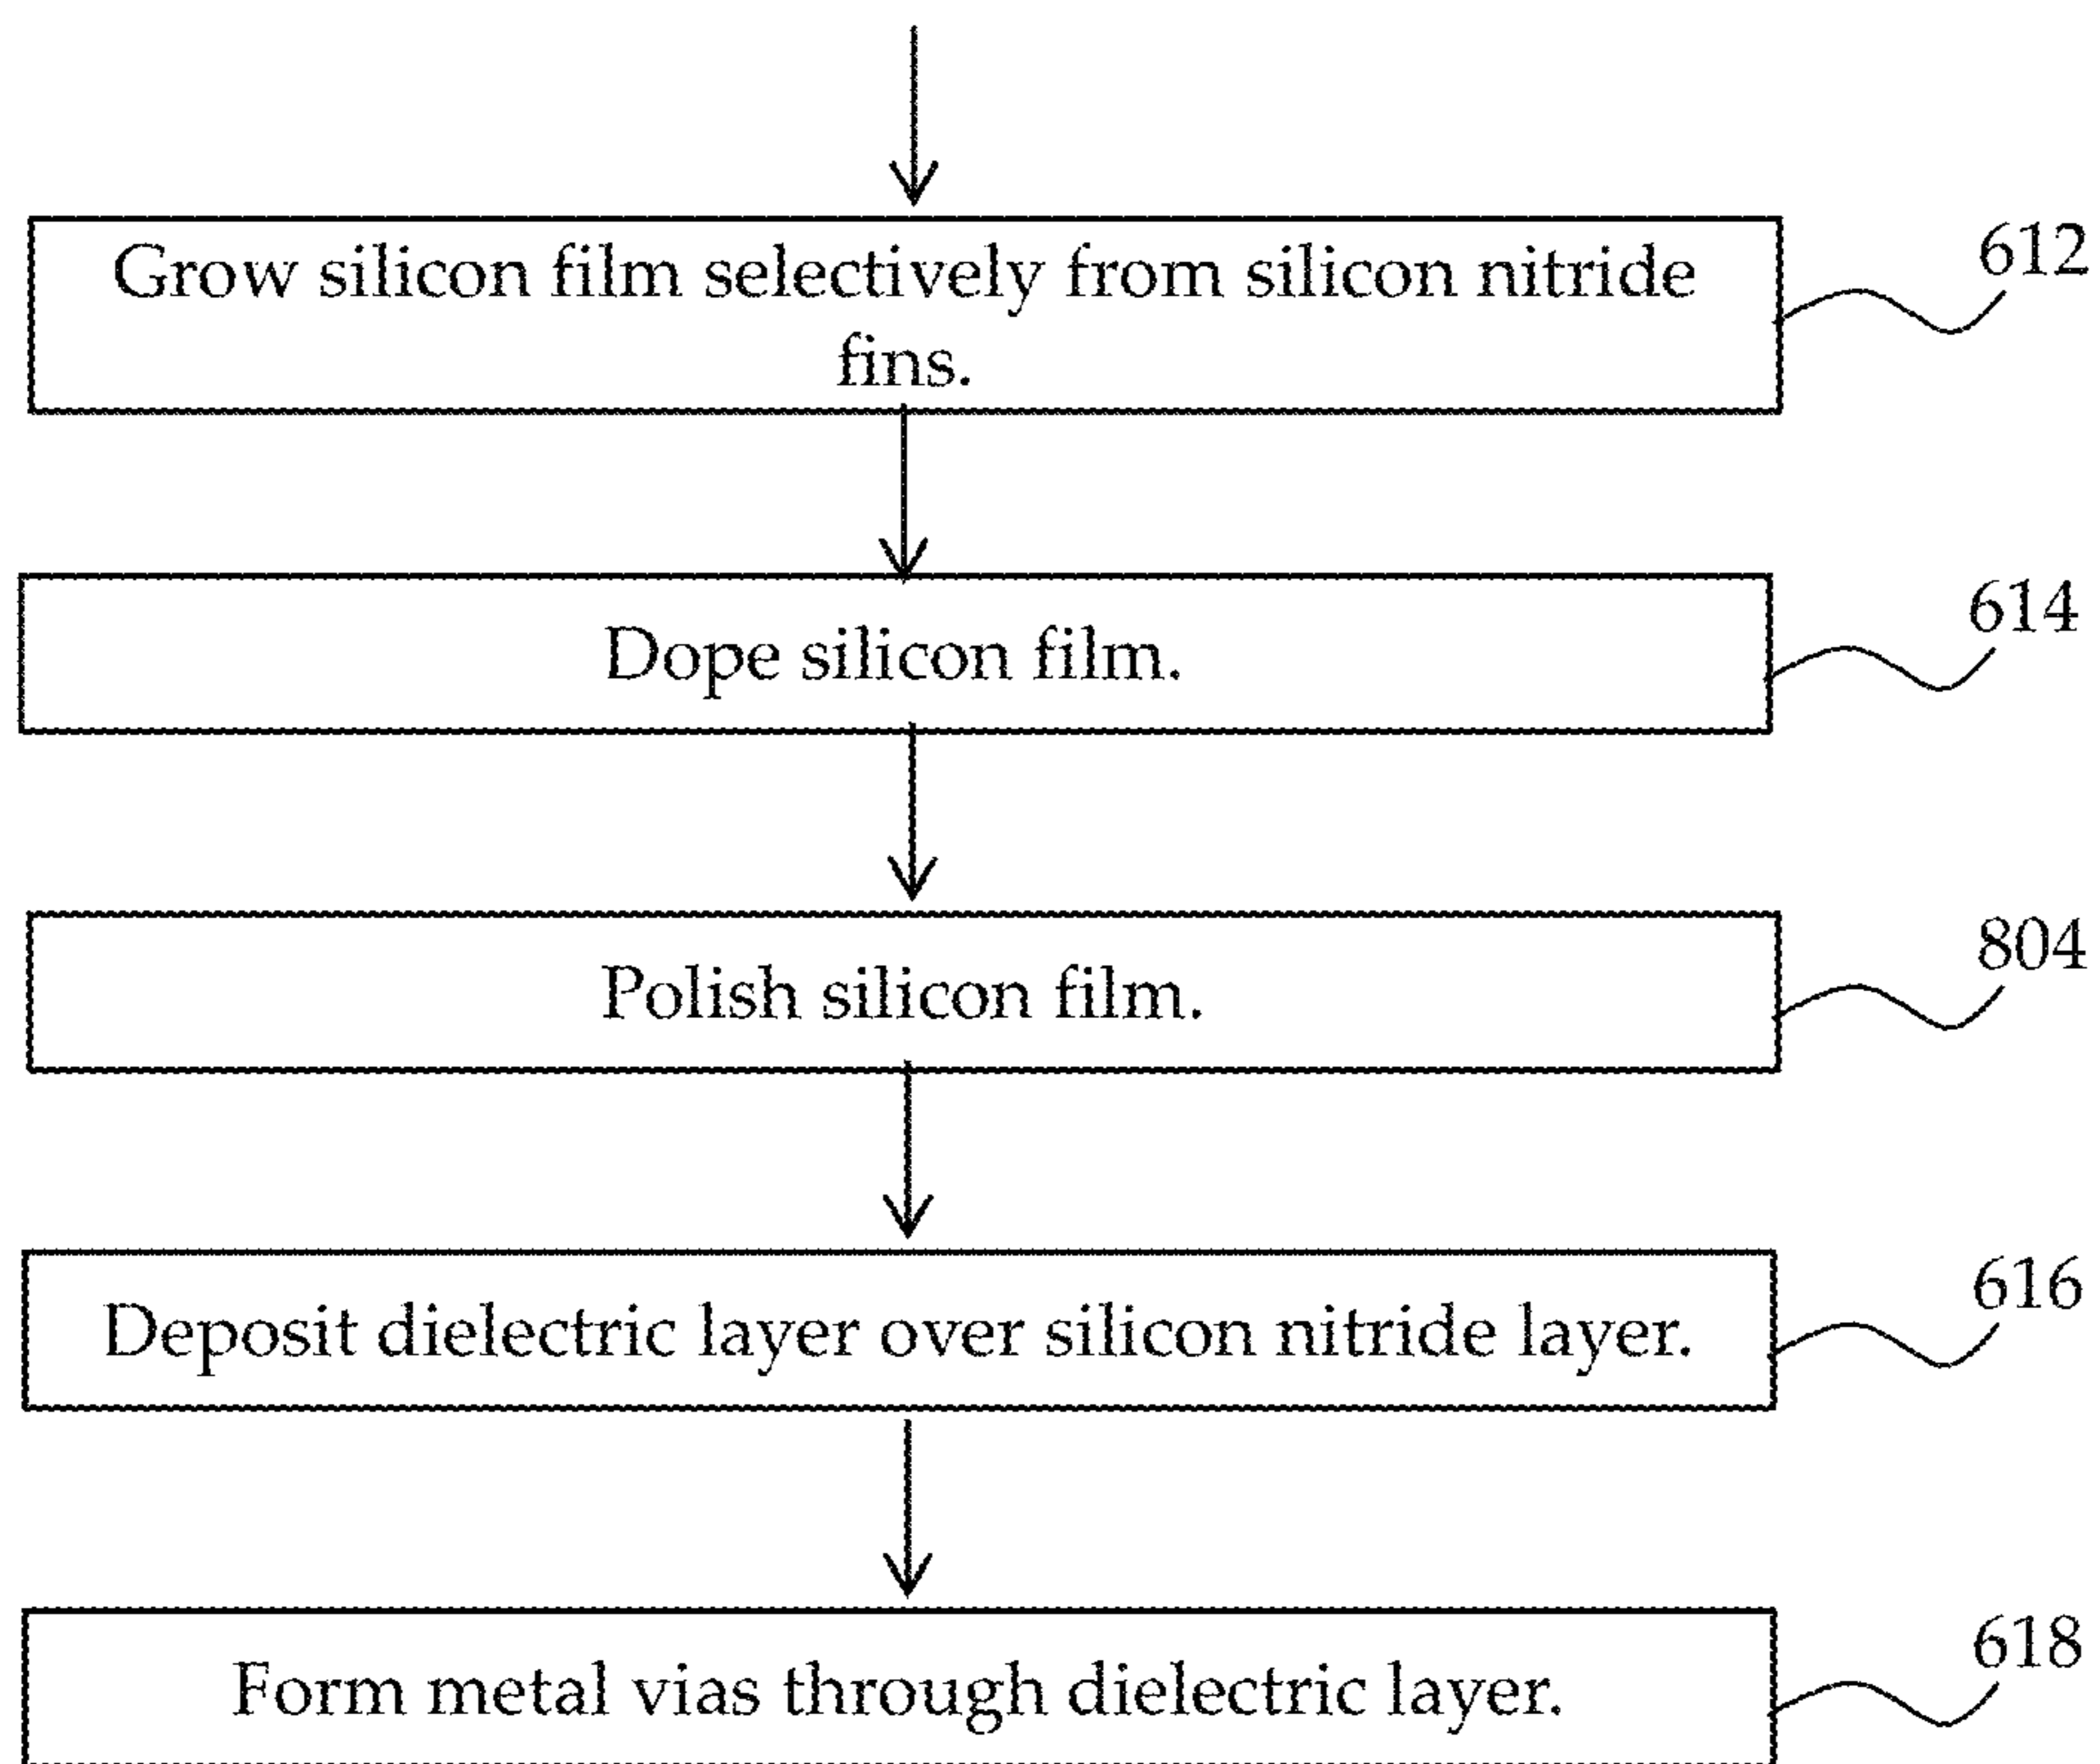 Grow silicon film selectively from silicon nitride
fins.
612
Dope silicon film.
614
Polish silicon film.
804
Deposit dielectric layer over silicon nitride layer.
616
Form metal vias through dielectric layer.
618